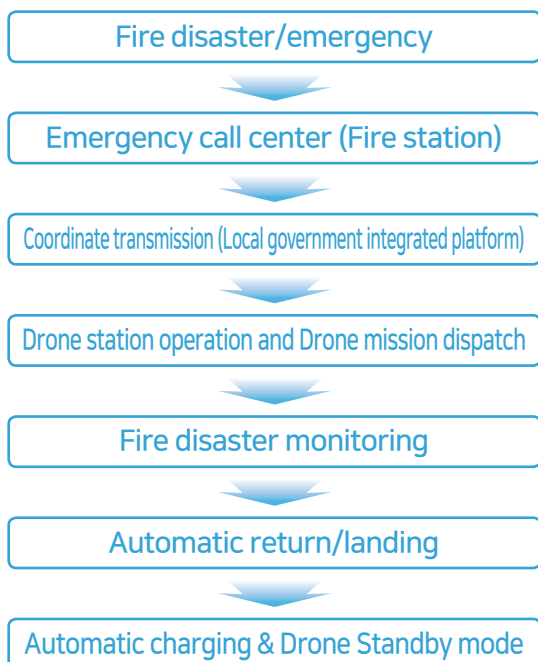 Fire disaster/emergency
Emergency call center (Fire station)
Coordinate transmission (Local government integrated platform)
Drone station operation and Drone mission dispatch
Fire disaster monitoring
Automatic return/landing
Automatic charging & Drone Standby mode